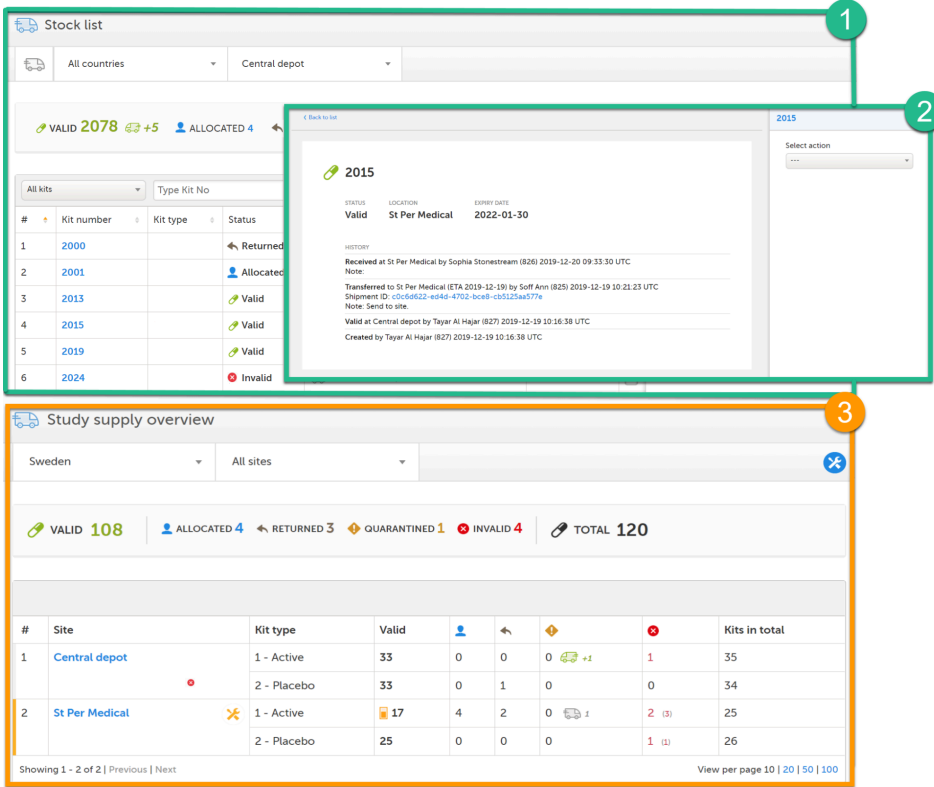 1
Stock list
All countries
Central depot
VALID 2078 +5 ALLOCATED 4
All kits
Type Kit No
# Kit number Kit type Status
1 2000 Returned
2 2001 Allocated
3 2013 Valid
4 2015 Valid
5 2019 Valid
6 2024 Invalid
2
Back to list
2015
Select action
---
2015
STATUS LOCATION EXPIRY DATE
Valid St Per Medical 2022-01-30
HISTORY
Received at St Per Medical by Sophia Stonestream (826) 2019-12-20 09:33:30 UTC
Note:
Transferred to St Per Medical (ETA 2019-12-19) by Soff Ann (825) 2019-12-19 10:21:23 UTC
Shipment ID: c0c6d622-ed4d-4702-bce8-cb5125aa577e
Note: Send to site.
Valid at Central depot by Tayar Al Hajar (827) 2019-12-19 10:16:38 UTC
Created by Tayar Al Hajar (827) 2019-12-19 10:16:38 UTC
3
Study supply overview
Sweden
All sites
VALID 108 ALLOCATED 4 RETURNED 3 QUARANTINED 1 INVALID 4 TOTAL 120
# Site Kit type Valid Kits in total
1 Central depot 1 - Active 33 0 0 0 +1 1 35
2 - Placebo 33 0 1 0 0 34
2 St Per Medical 1 - Active 17 4 2 0 1 2 (3) 25
2 - Placebo 25 0 0 0 1 (1) 26
Showing 1 - 2 of 2 | Previous | Next
View per page 10 | 20 | 50 | 100